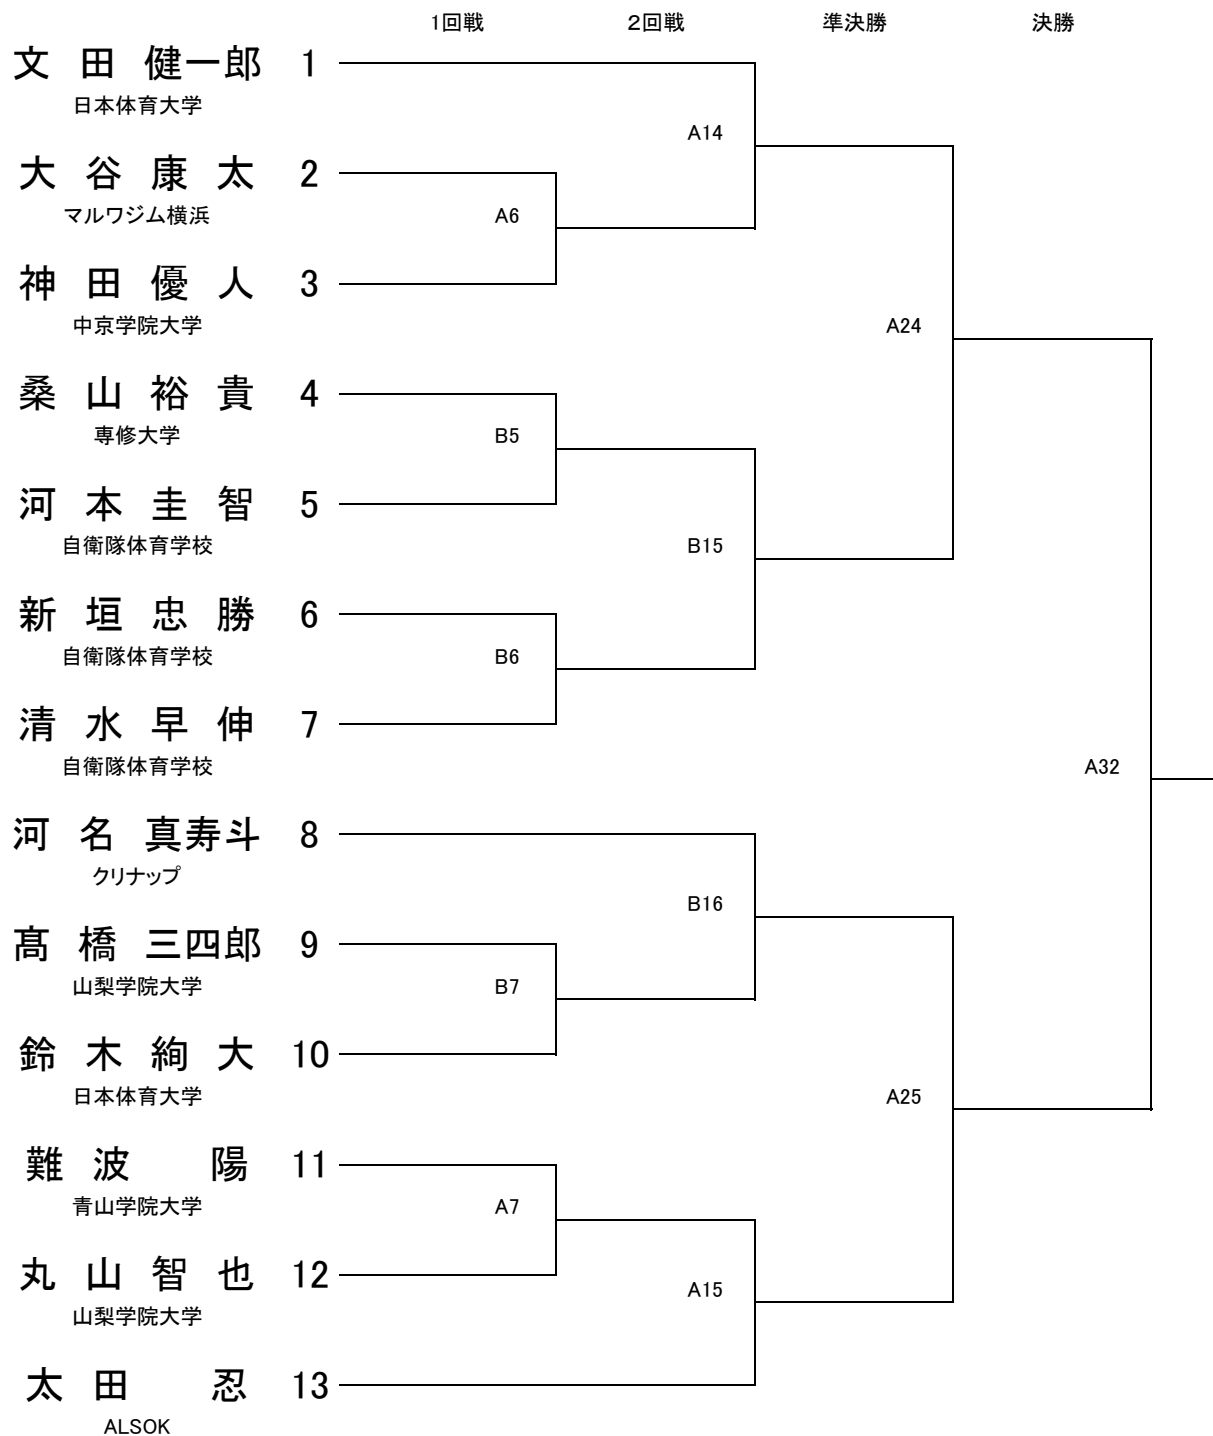 1回戦 2回戦 準決勝 決勝
文 田 健一郎 1
日本体育大学
A14
大 谷 康 太 2
マルワジム横浜 A6
神 田 優 人 3
中京学院大学 A24
桑 山 裕 貴 4
専修大学 B5
河 本 圭 智 5
自衛隊体育学校 B15
新 垣 忠 勝 6
自衛隊体育学校 B6
清 水 早 伸 7
自衛隊体育学校 A32
河 名 真寿斗 8
クリナップ
B16
髙 橋 三四郎 9
山梨学院大学 B7
鈴 木 絢 大 10
日本体育大学 A25
難 波 陽 11
青山学院大学 A7
丸 山 智 也 12
山梨学院大学 A15
太 田 忍 13
ALSOK